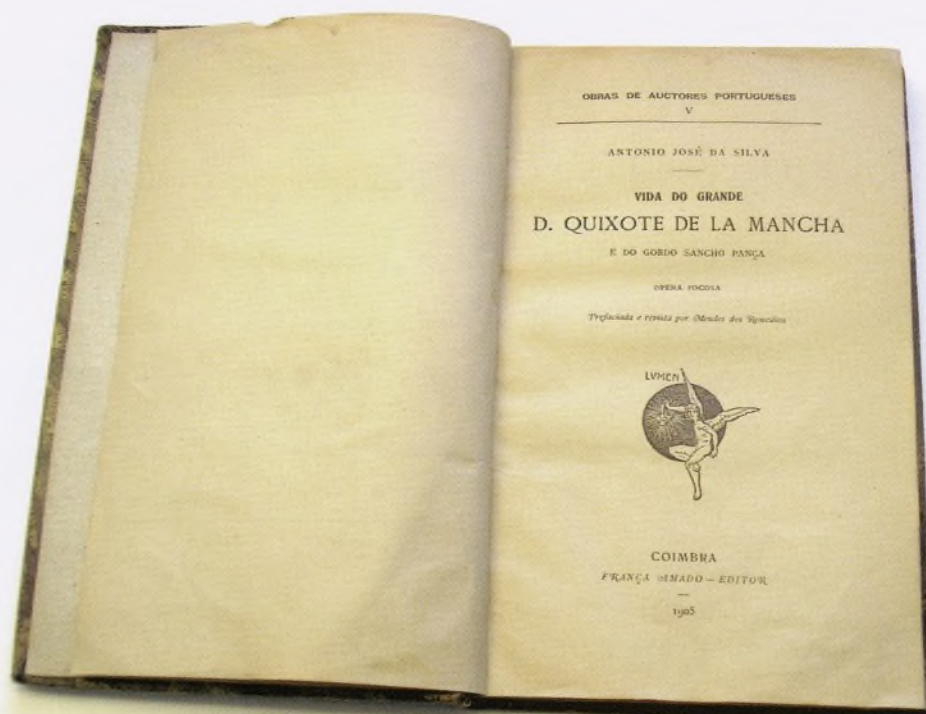 OBRAS DE AUCTORES PORTUGUESES
V
ANTONIO JOSÉ DA SILVA
VIDA DO GRANDE
D. QUIXOTE DE LA MANCHA
E DO GORDO SANCHO PANÇA
OPERA JOCOSA
Prefaciada e revista por Mendes dos Remedios
LVMEN
COIMBRA
FRANÇA AMADO — EDITOR
1905